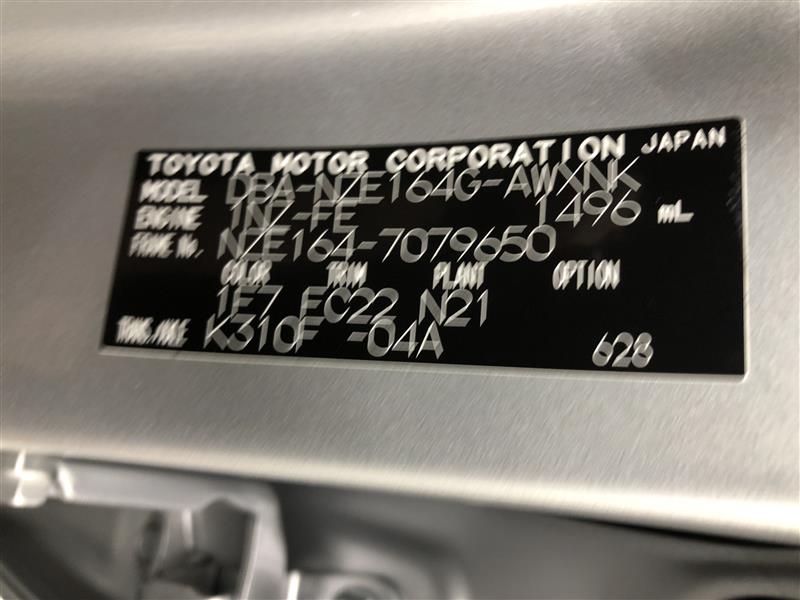 TOYOTA MOTOR CORPORATION JAPAN
MODEL DBA-NZE164G-AWXNK
ENGINE 1NZ-FE 1496 mL
FRAME No. NZE164-7079650
COLOR TRIM PLANT OPTION
1F7 FC22 N21
TRANS./AXLE K310F -04A 628